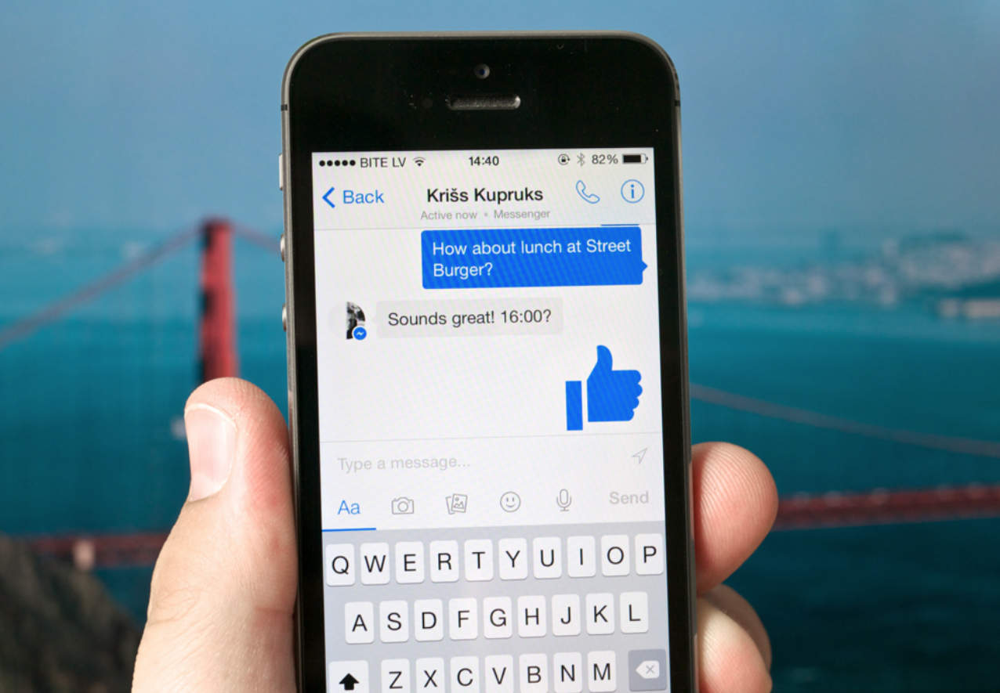 BITE LV 14:40 82%
Back Krišs Kupruks
Active now • Messenger
How about lunch at Street
Burger?
Sounds great! 16:00?
Type a message...
Aa Send
Q W E R T Y U I O P
A S D F G H J K L
Z X C V B N M